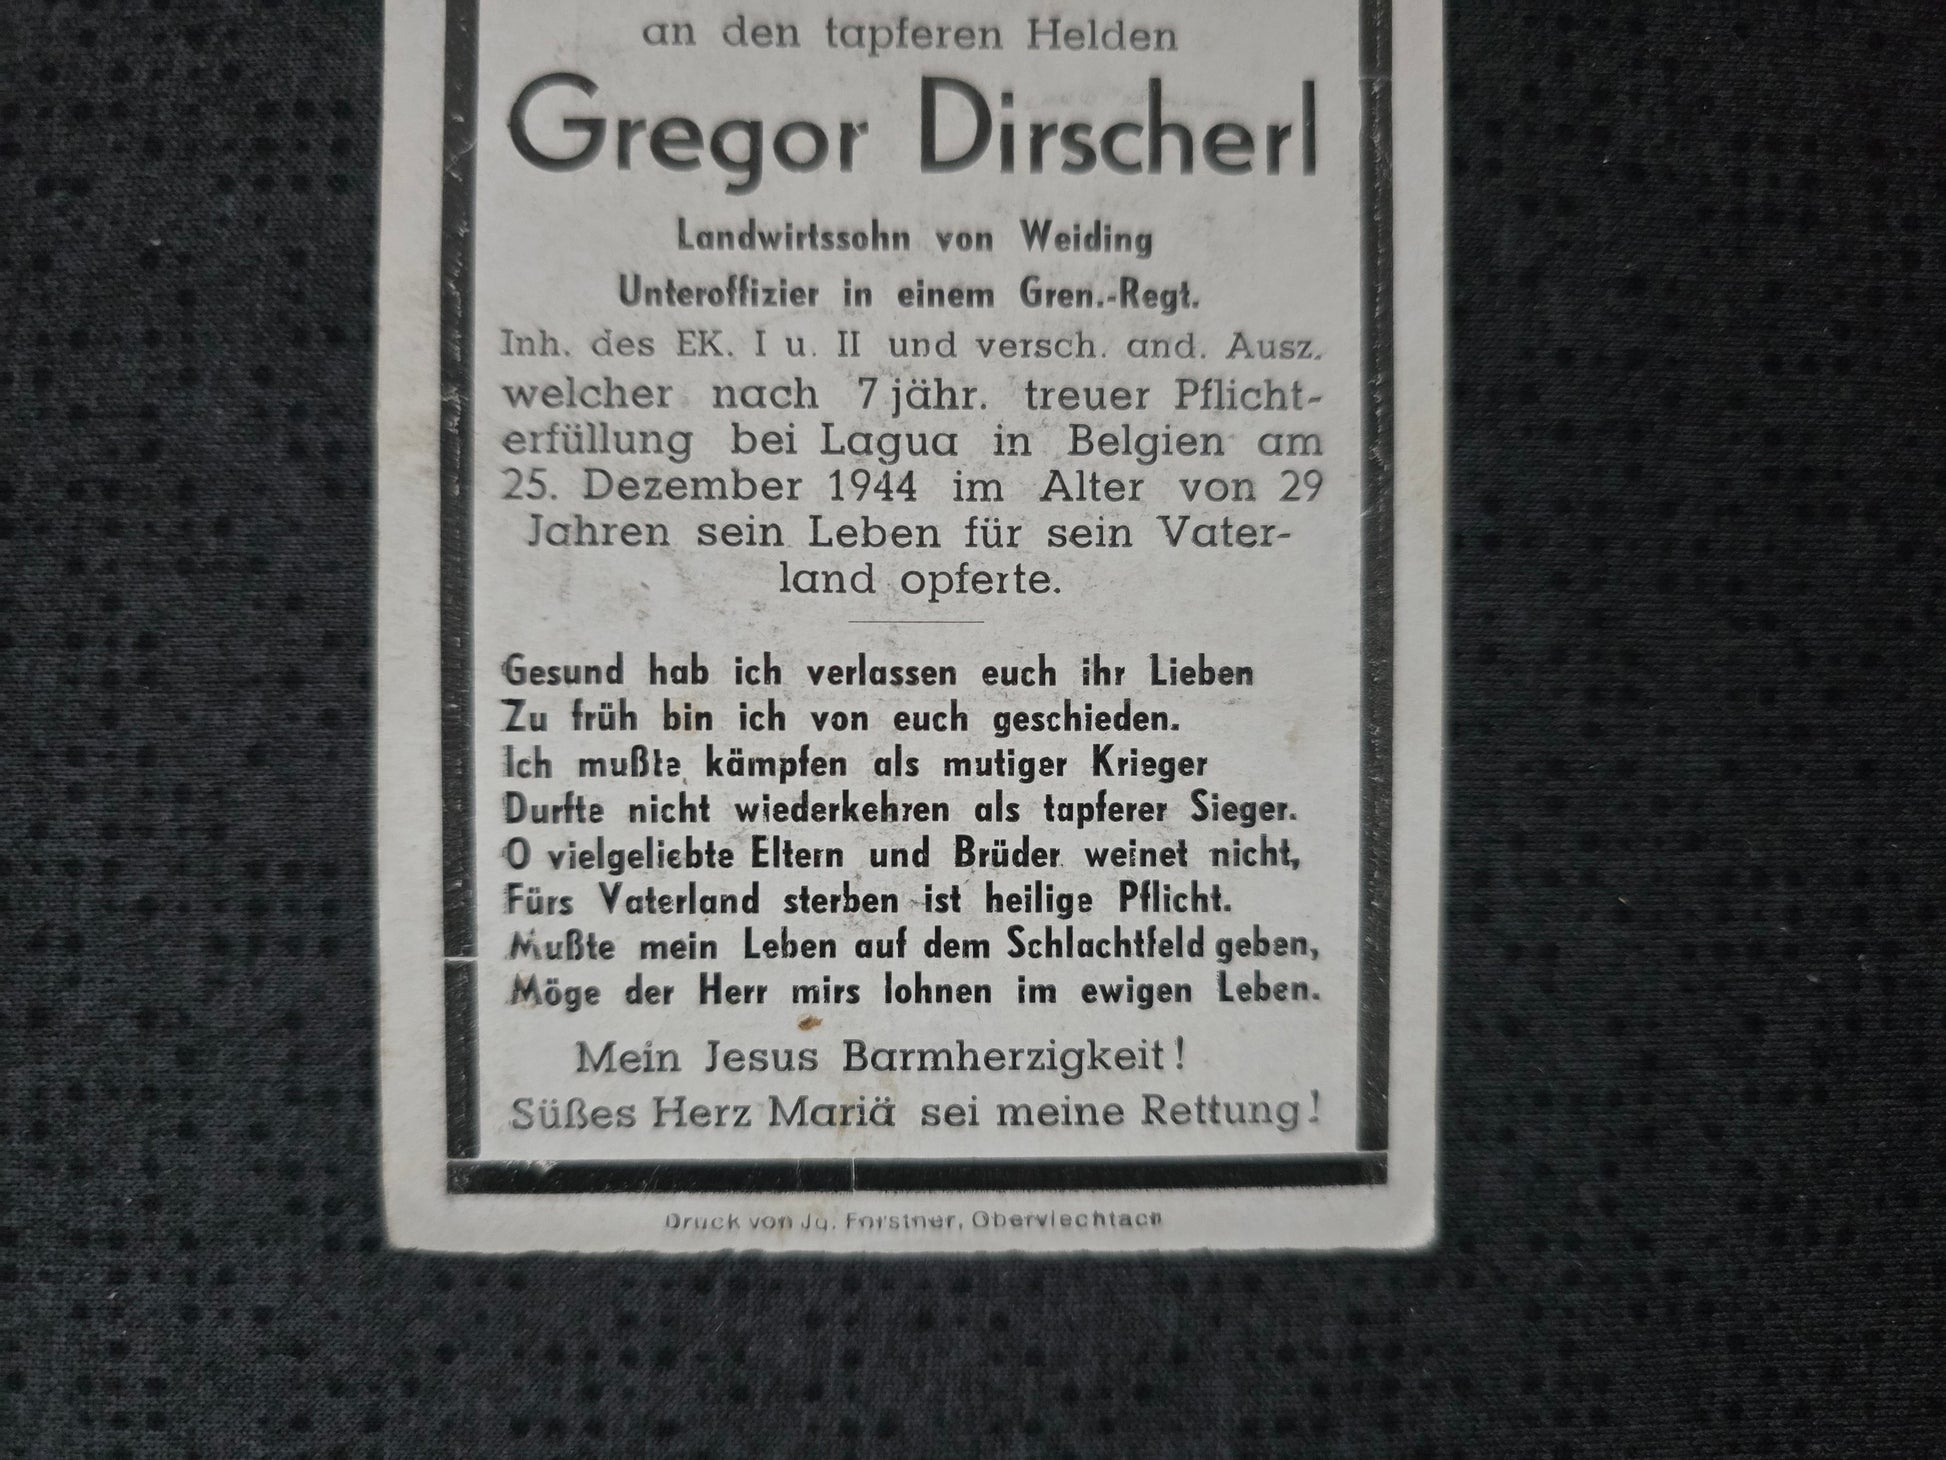 an den tapferen Helden
Gregor Dirscherl
Landwirtssohn von Weiding
Unteroffizier in einem Gren.-Regt.
Inh. des EK. I u. II und versch. and. Ausz.
welcher nach 7 jähr. treuer Pflicht-
erfüllung bei Lagua in Belgien am
25. Dezember 1944 im Alter von 29
Jahren sein Leben für sein Vater-
land opferte.
Gesund hab ich verlassen euch ihr Lieben
Zu früh bin ich von euch geschieden.
Ich mußte kämpfen als mutiger Krieger
Durfte nicht wiederkehren als tapferer Sieger.
O vielgeliebte Eltern und Brüder weinet nicht,
Fürs Vaterland sterben ist heilige Pflicht.
Mußte mein Leben auf dem Schlachtfeld geben,
Möge der Herr mirs lohnen im ewigen Leben.
Mein Jesus Barmherzigkeit!
Süßes Herz Mariä sei meine Rettung!
Druck von Jg. Forstner, Oberviechtach